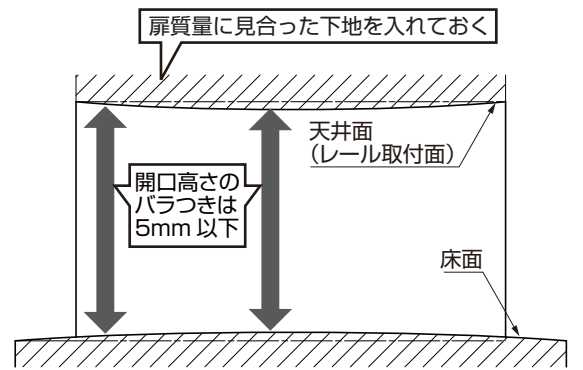 扉質量に見合った下地を入れておく
天井面
（レール取付面）
開口高さの
バラつきは
5mm 以下
床面